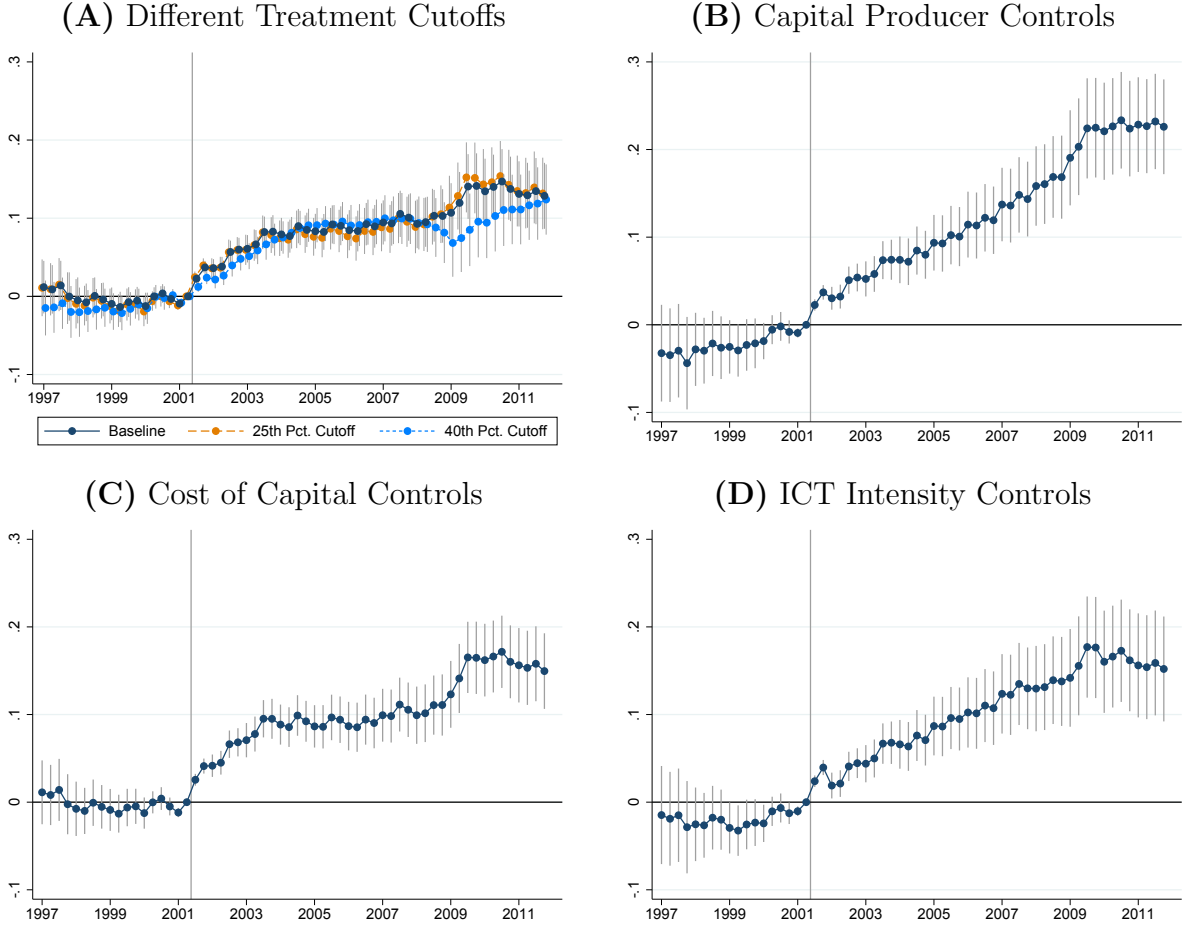 (A) Different Treatment Cutoffs
.3
.2
.1
0
-.1
1997 1999 2001 2003 2005 2007 2009 2011
Baseline 25th Pct. Cutoff 40th Pct. Cutoff
(B) Capital Producer Controls
.3
.2
.1
0
-.1
1997 1999 2001 2003 2005 2007 2009 2011
(C) Cost of Capital Controls
.3
.2
.1
0
-.1
1997 1999 2001 2003 2005 2007 2009 2011
(D) ICT Intensity Controls
.3
.2
.1
0
-.1
1997 1999 2001 2003 2005 2007 2009 2011